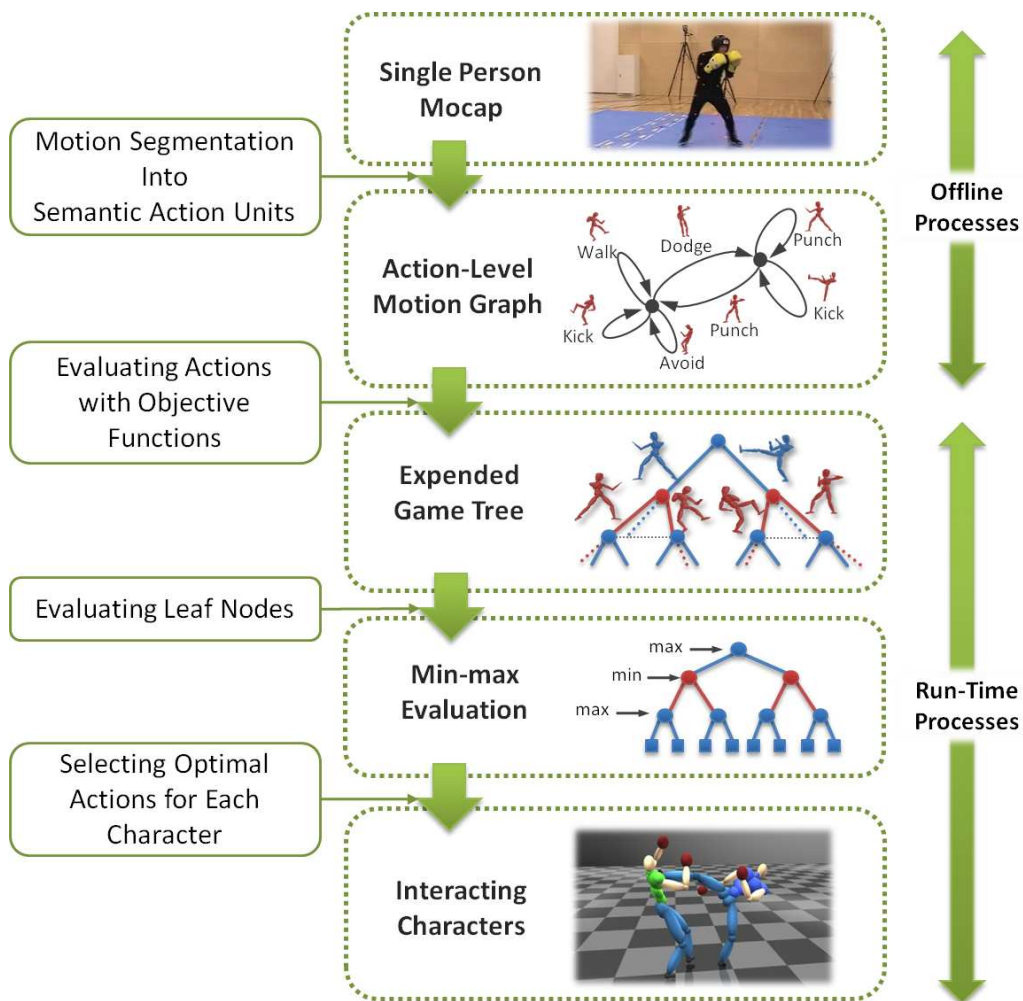 Single Person
Mocap
Motion Segmentation
Into
Semantic Action Units
Offline
Processes
Walk
Dodge
Punch
Action-Level
Motion Graph
Kick
Avoid
Punch
Kick
Evaluating Actions
with Objective
Functions
Expended
Game Tree
Evaluating Leaf Nodes
max
min
max
Min-max
Evaluation
Run-Time
Processes
Selecting Optimal
Actions for Each
Character
Interacting
Characters